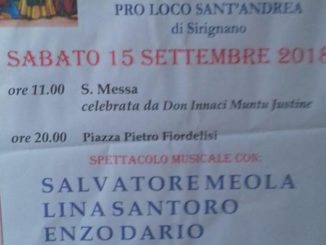 PRO LOCO SANT'ANDREA
di Sirignano
SABATO 15 SETTEMBRE 2018
ore 11.00 S. Messa
celebrata da Don Innaci Muntu Justine
ore 20.00 Piazza Pietro Fiordelisi
SPETTACOLO MUSICALE CON:
SALVATORE MEOLA
LINA SANTORO
ENZO DARIO